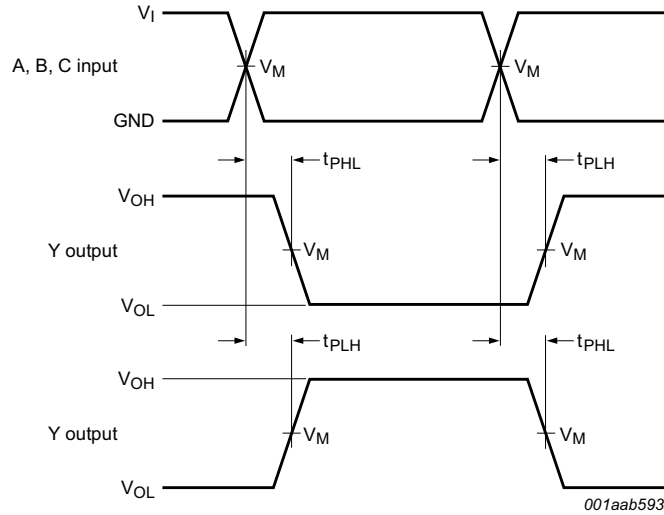 VI
A, B, C input
VM
VM
GND
tPHL
tPLH
VOH
Y output
VM
VM
VOL
tPLH
tPHL
VOH
Y output
VM
VM
VOL
001aab593